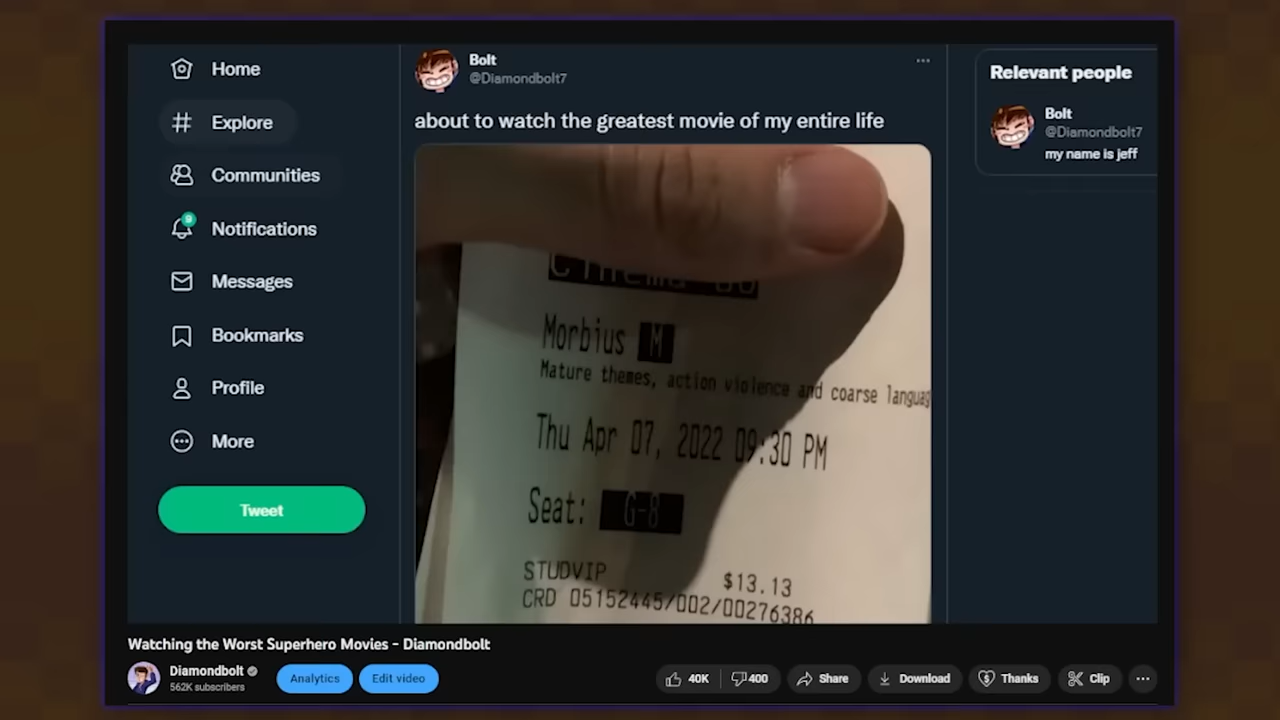 Home
Explore
Communities
9
Notifications
Messages
Bookmarks
Profile
More
Tweet
Bolt
@Diamondbolt7
about to watch the greatest movie of my entire life
Morbius M
Mature themes, action violence and coarse languag
Thu Apr 07, 2022 09:30 PM
Seat: G-8
STUDVIP $13.13
CRD 05152445/002/00276386
Relevant people
Bolt
@Diamondbolt7
my name is jeff
Watching the Worst Superhero Movies - Diamondbolt
Diamondbolt
562K subscribers
Analytics
Edit video
40K
400
Share
Download
Thanks
Clip